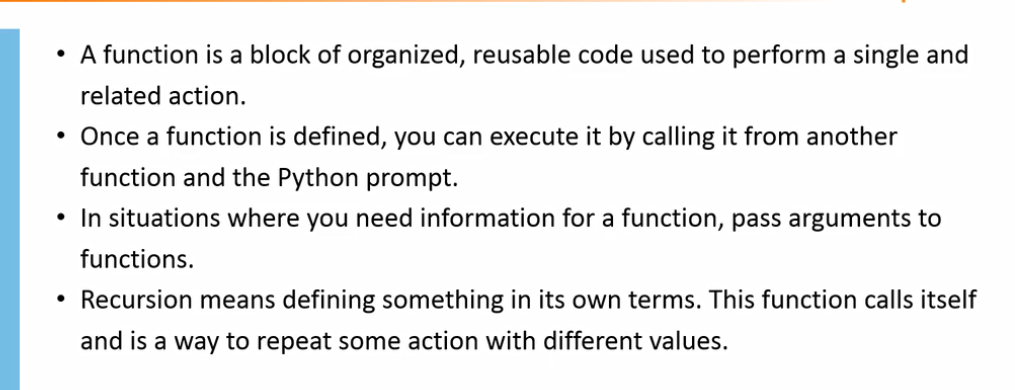 • A function is a block of organized, reusable code used to perform a single and
related action.
• Once a function is defined, you can execute it by calling it from another
function and the Python prompt.
• In situations where you need information for a function, pass arguments to
functions.
• Recursion means defining something in its own terms. This function calls itself
and is a way to repeat some action with different values.